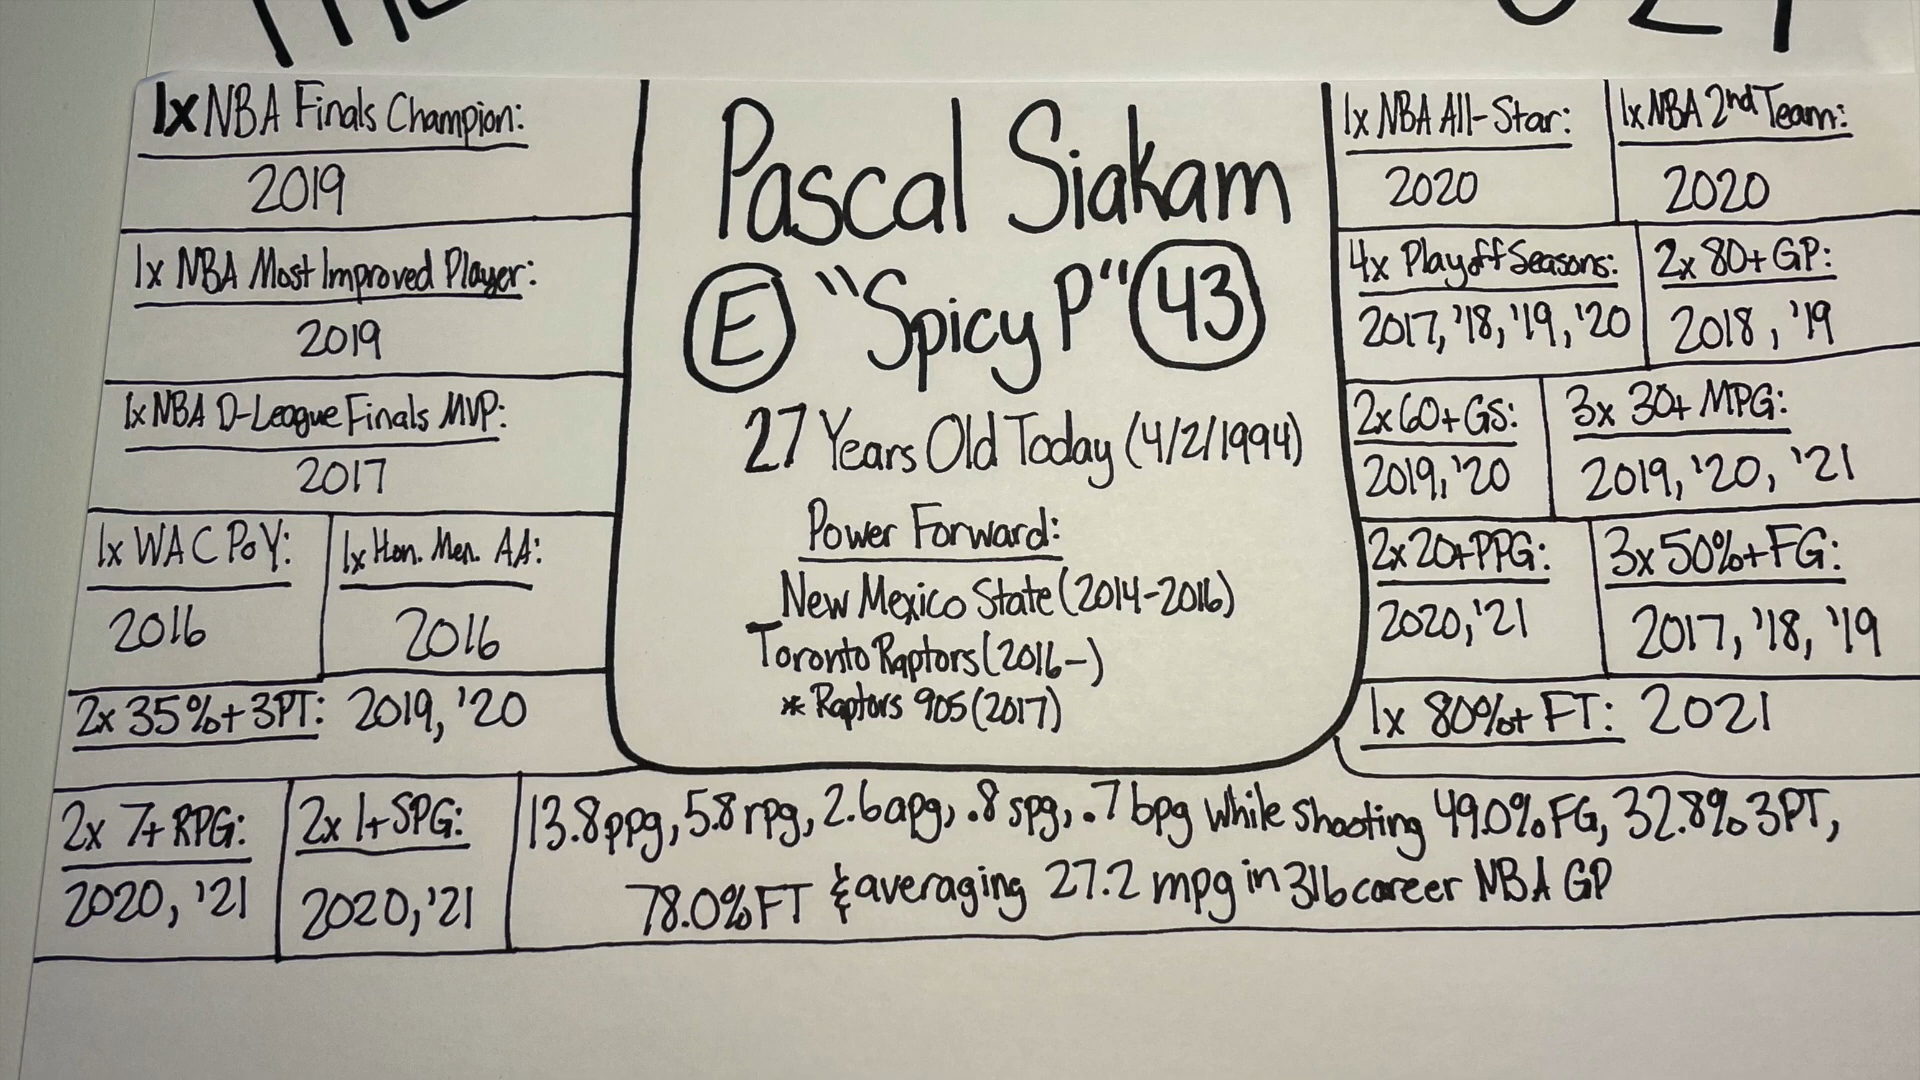 1x NBA Finals Champion:
2019
1x NBA Most Improved Player:
2019
1x NBA D-League Finals MVP:
2017
1x WAC PoY:
2016
1x Hon. Men. AA:
2016
2x 35%+ 3PT: 2019, '20
2x 7+ RPG:
2020, '21
2x 1+ SPG:
2020, '21
Pascal Siakam
E "Spicy P" 43
27 Years Old Today (4/2/1994)
Power Forward:
New Mexico State (2014-2016)
Toronto Raptors (2016-)
* Raptors 905 (2017)
1x NBA All-Star:
2020
1x NBA 2nd Team:
2020
4x Playoff Seasons:
2017, '18, '19, '20
2x 80+ GP:
2018, '19
2x 60+ GS:
2019, '20
3x 30+ MPG:
2019, '20, '21
2x 20+ PPG:
2020, '21
3x 50%+ FG:
2017, '18, '19
1x 80%+ FT: 2021
13.8 ppg, 5.8 rpg, 2.6 apg, .8 spg, .7 bpg while shooting 49.0% FG, 32.8% 3PT,
78.0% FT & averaging 27.2 mpg in 316 career NBA GP